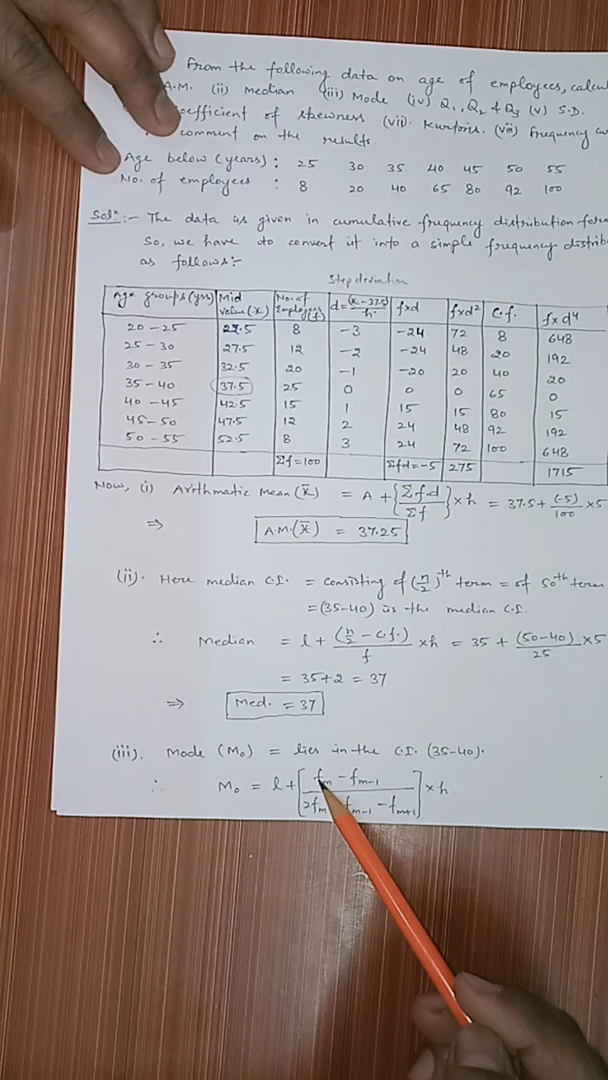 From the following data on age of employees,
A.M. (ii) median (iii) Mode (iv) Q₁, Q₂ & Q₃ (v) S.D.
of skewness (vii). Kurtosis. (viii) frequency
comment on the results.
Age below (years) : 25 30 35 40 45 50 55
No. of employees : 8 20 40 65 80 92 100
Solⁿ:- The data is given in cumulative frequency distribution
So, we have to convert it into a simple frequency
as follows:-
Step deviation
Age groups (yrs) Mid value (x) No. of Employees (f) d = (x-37.5)/h f×d f×d² C.f. f×d⁴
20-25 22.5 8 -3 -24 72 8 648
25-30 27.5 12 -2 -24 48 20 192
30-35 32.5 20 -1 -20 20 40 20
35-40 37.5 25 0 0 0 65 0
40-45 42.5 15 1 15 15 80 15
45-50 47.5 12 2 24 48 92 192
50-55 52.5 8 3 24 72 100 648
Σf=100 Σfd=-5 275 1715
Now, (i) Arithmatic Mean (x̄) = A + {Σf.d/Σf} × h = 37.5 + (-5)/100 × 5
⇒ A.M.(x̄) = 37.25
(ii). Here median C.I. = consisting of (n/2)ᵗʰ term = of 50ᵗʰ term
= (35-40) is the median C.I.
∴ Median = l + (n/2 - c.f.)/f × h = 35 + (50-40)/25 × 5
= 35+2 = 37
⇒ Med. = 37
(iii). Mode (M₀) = lies in the C.I. (35-40).
∴ M₀ = l + [fₘ - fₘ₋₁ / 2fₘ fₘ₋₁ - fₘ₊₁] × h